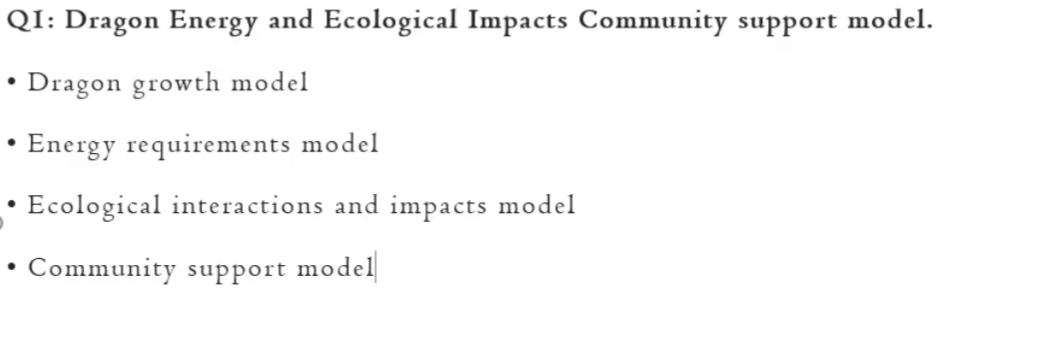 Q1: Dragon Energy and Ecological Impacts Community support model.
• Dragon growth model
• Energy requirements model
• Ecological interactions and impacts model
• Community support model